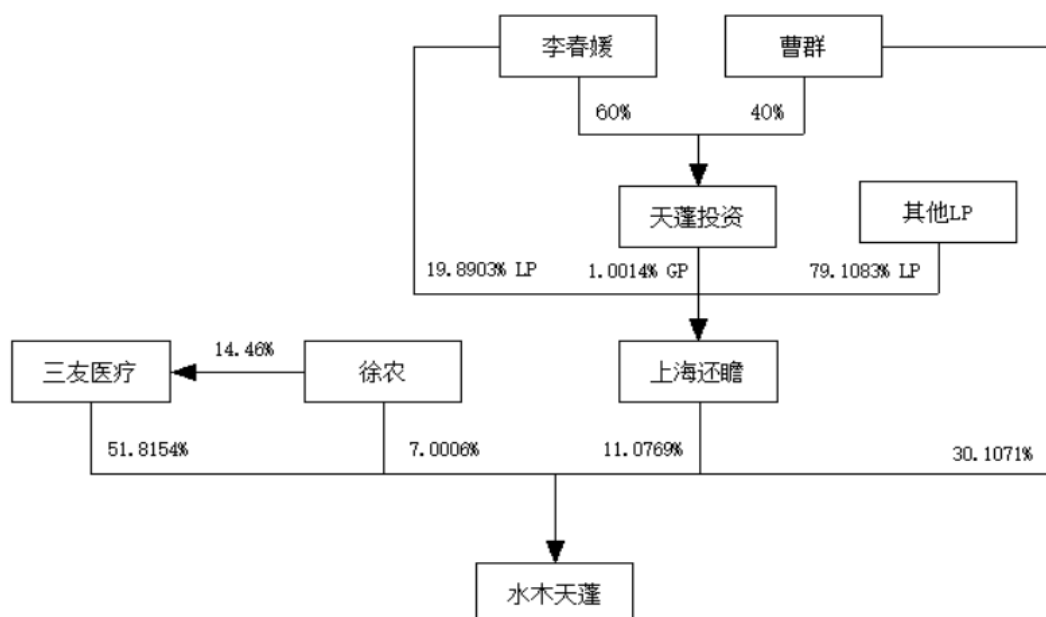 李春媛
曹群
60%
40%
天蓬投资
其他LP
19.8903% LP
1.0014% GP
79.1083% LP
14.46%
三友医疗
徐农
上海还瞻
51.8154%
7.0006%
11.0769%
30.1071%
水木天蓬